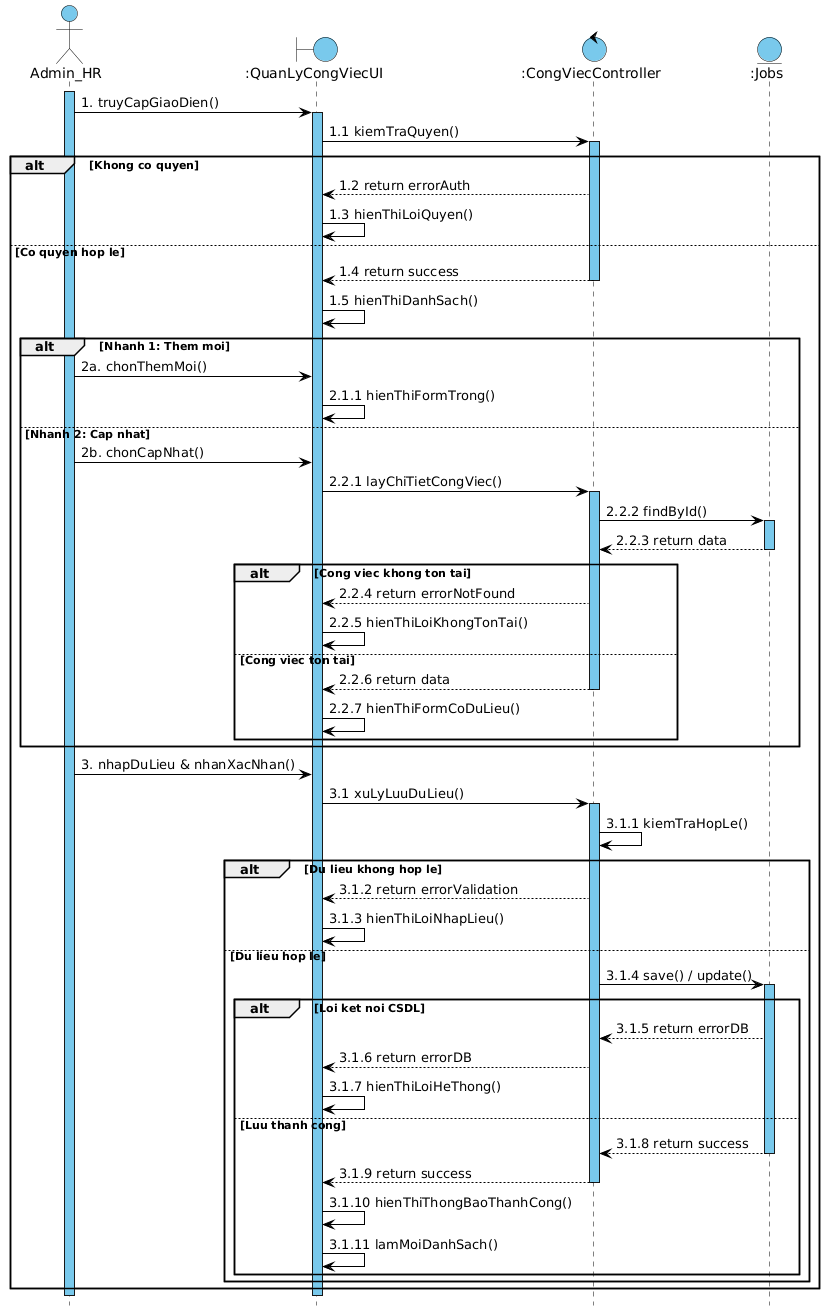 Admin_HR
:QuanLyCongViecUI
:CongViecController
:Jobs
1. truyCapGiaoDien()
1.1 kiemTraQuyen()
alt
[Khong co quyen]
1.2 return errorAuth
1.3 hienThiLoiQuyen()
[Co quyen hop le]
1.4 return success
1.5 hienThiDanhSach()
alt
[Nhanh 1: Them moi]
2a. chonThemMoi()
2.1.1 hienThiFormTrong()
[Nhanh 2: Cap nhat]
2b. chonCapNhat()
2.2.1 layChiTietCongViec()
2.2.2 findById()
2.2.3 return data
alt
[Cong viec khong ton tai]
2.2.4 return errorNotFound
2.2.5 hienThiLoiKhongTonTai()
[Cong viec ton tai]
2.2.6 return data
2.2.7 hienThiFormCoDuLieu()
3. nhapDuLieu & nhanXacNhan()
3.1 xuLyLuuDuLieu()
3.1.1 kiemTraHopLe()
alt
[Du lieu khong hop le]
3.1.2 return errorValidation
3.1.3 hienThiLoiNhapLieu()
[Du lieu hop le]
3.1.4 save() / update()
alt
[Loi ket noi CSDL]
3.1.5 return errorDB
3.1.6 return errorDB
3.1.7 hienThiLoiHeThong()
[Luu thanh cong]
3.1.8 return success
3.1.9 return success
3.1.10 hienThiThongBaoThanhCong()
3.1.11 lamMoiDanhSach()